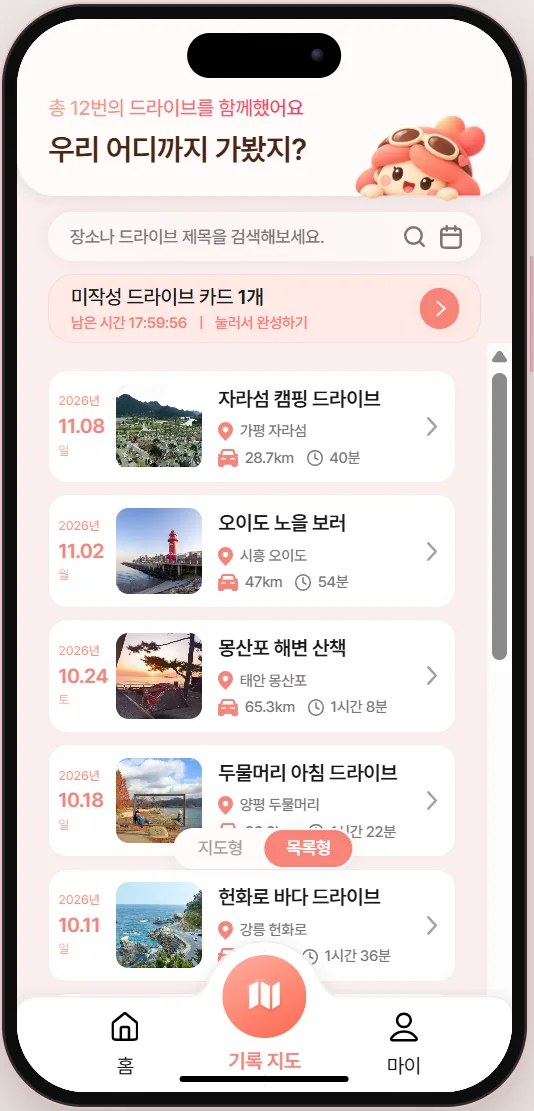 총 12번의 드라이브를 함께했어요
우리 어디까지 가봤지?
장소나 드라이브 제목을 검색해보세요.
미작성 드라이브 카드 1개
남은 시간 17:59:56 | 눌러서 완성하기
2026년
11.08
일
자라섬 캠핑 드라이브
가평 자라섬
28.7km 40분
2026년
11.02
월
오이도 노을 보러
시흥 오이도
47km 54분
2026년
10.24
토
몽산포 해변 산책
태안 몽산포
65.3km 1시간 8분
2026년
10.18
일
두물머리 아침 드라이브
양평 두물머리
1시간 22분
지도형 목록형
2026년
10.11
일
헌화로 바다 드라이브
강릉 헌화로
1시간 36분
홈
기록 지도
마이